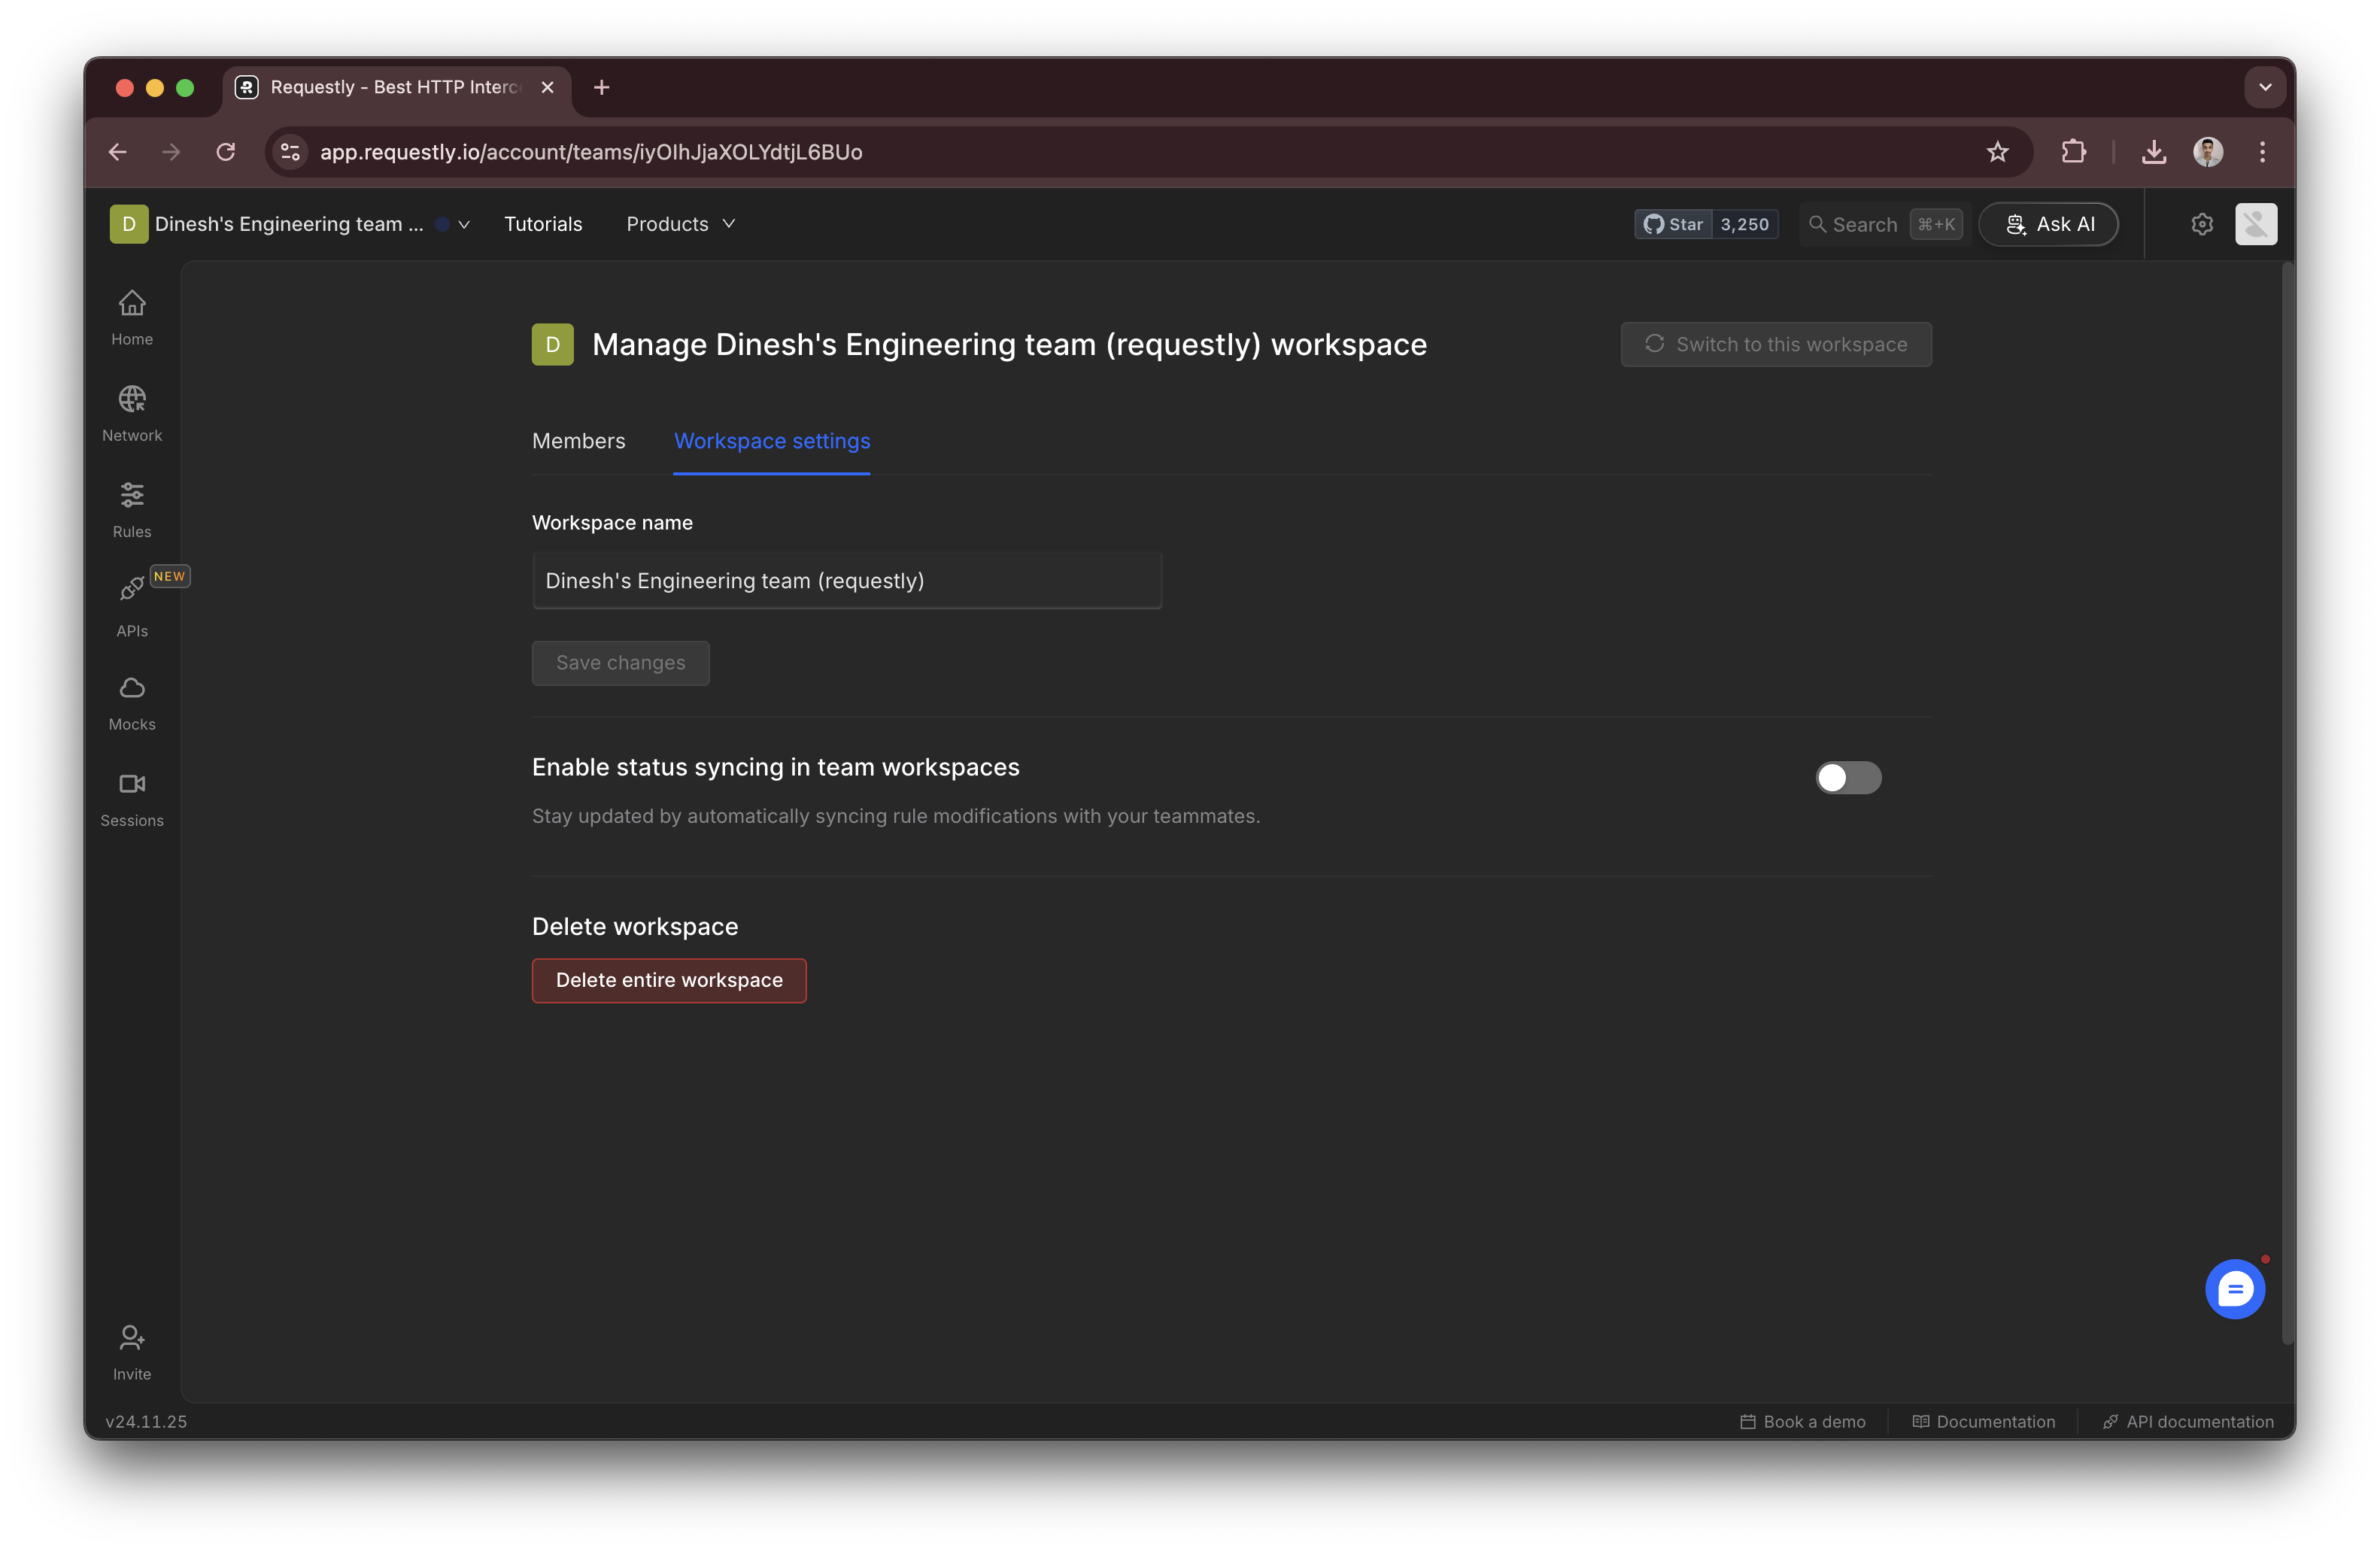 Requestly - Best HTTP Interc
app.requestly.io/account/teams/iyOIhJjaXOLYdtjL6BUo
D Dinesh's Engineering team ... Tutorials Products Star 3,250 Search ⌘+K Ask AI
Home
Network
Rules
NEW
APIs
Mocks
Sessions
Invite
D Manage Dinesh's Engineering team (requestly) workspace Switch to this workspace
Members Workspace settings
Workspace name
Dinesh's Engineering team (requestly)
Save changes
Enable status syncing in team workspaces
Stay updated by automatically syncing rule modifications with your teammates.
Delete workspace
Delete entire workspace
v24.11.25 Book a demo Documentation API documentation